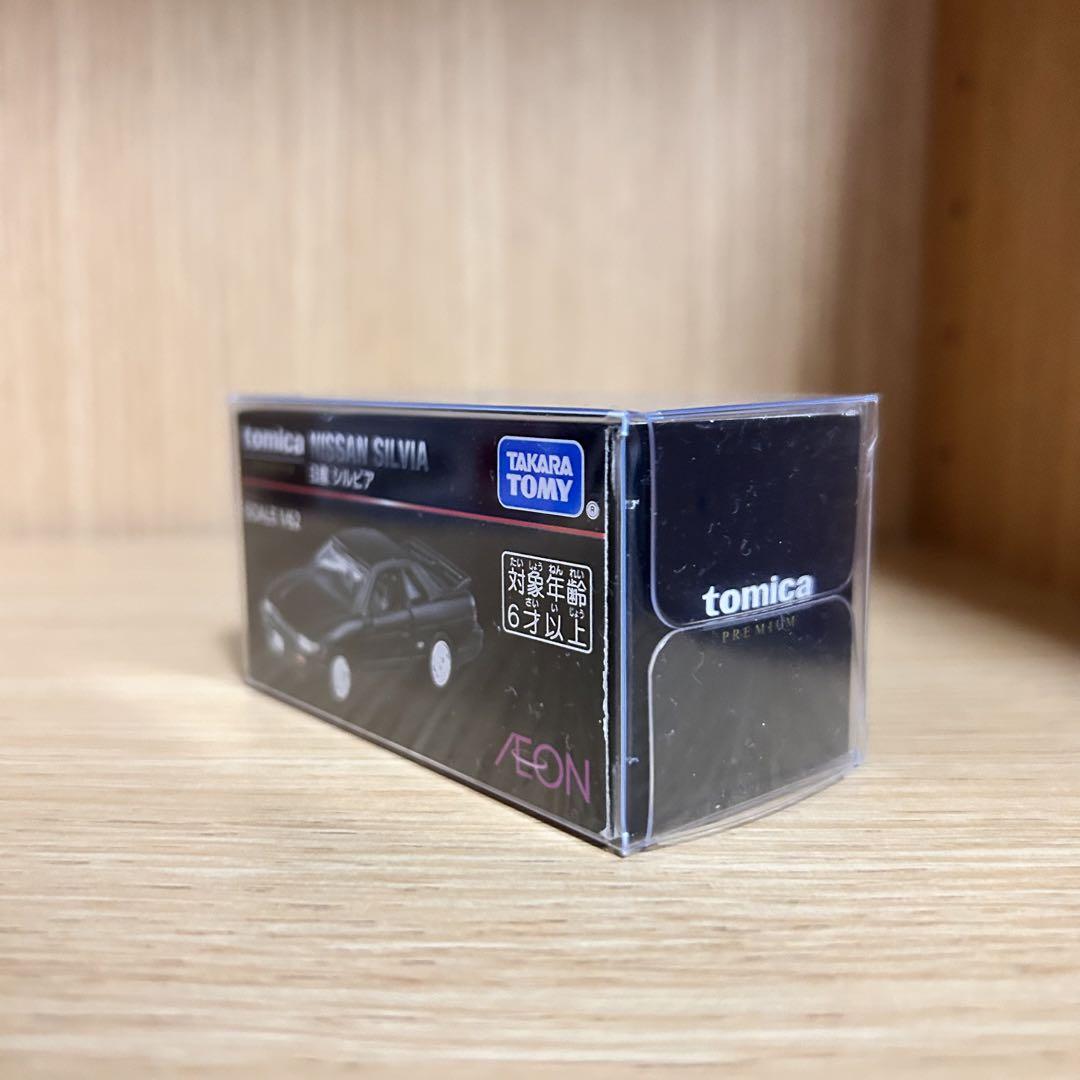 tomica NISSAN SILVIA
日産 シルビア
SCALE 1/62
TAKARA
TOMY
®
たい しょう ねん れい
対象年齢
さい い じょう
6才以上
ÆON
tomica
PREMIUM